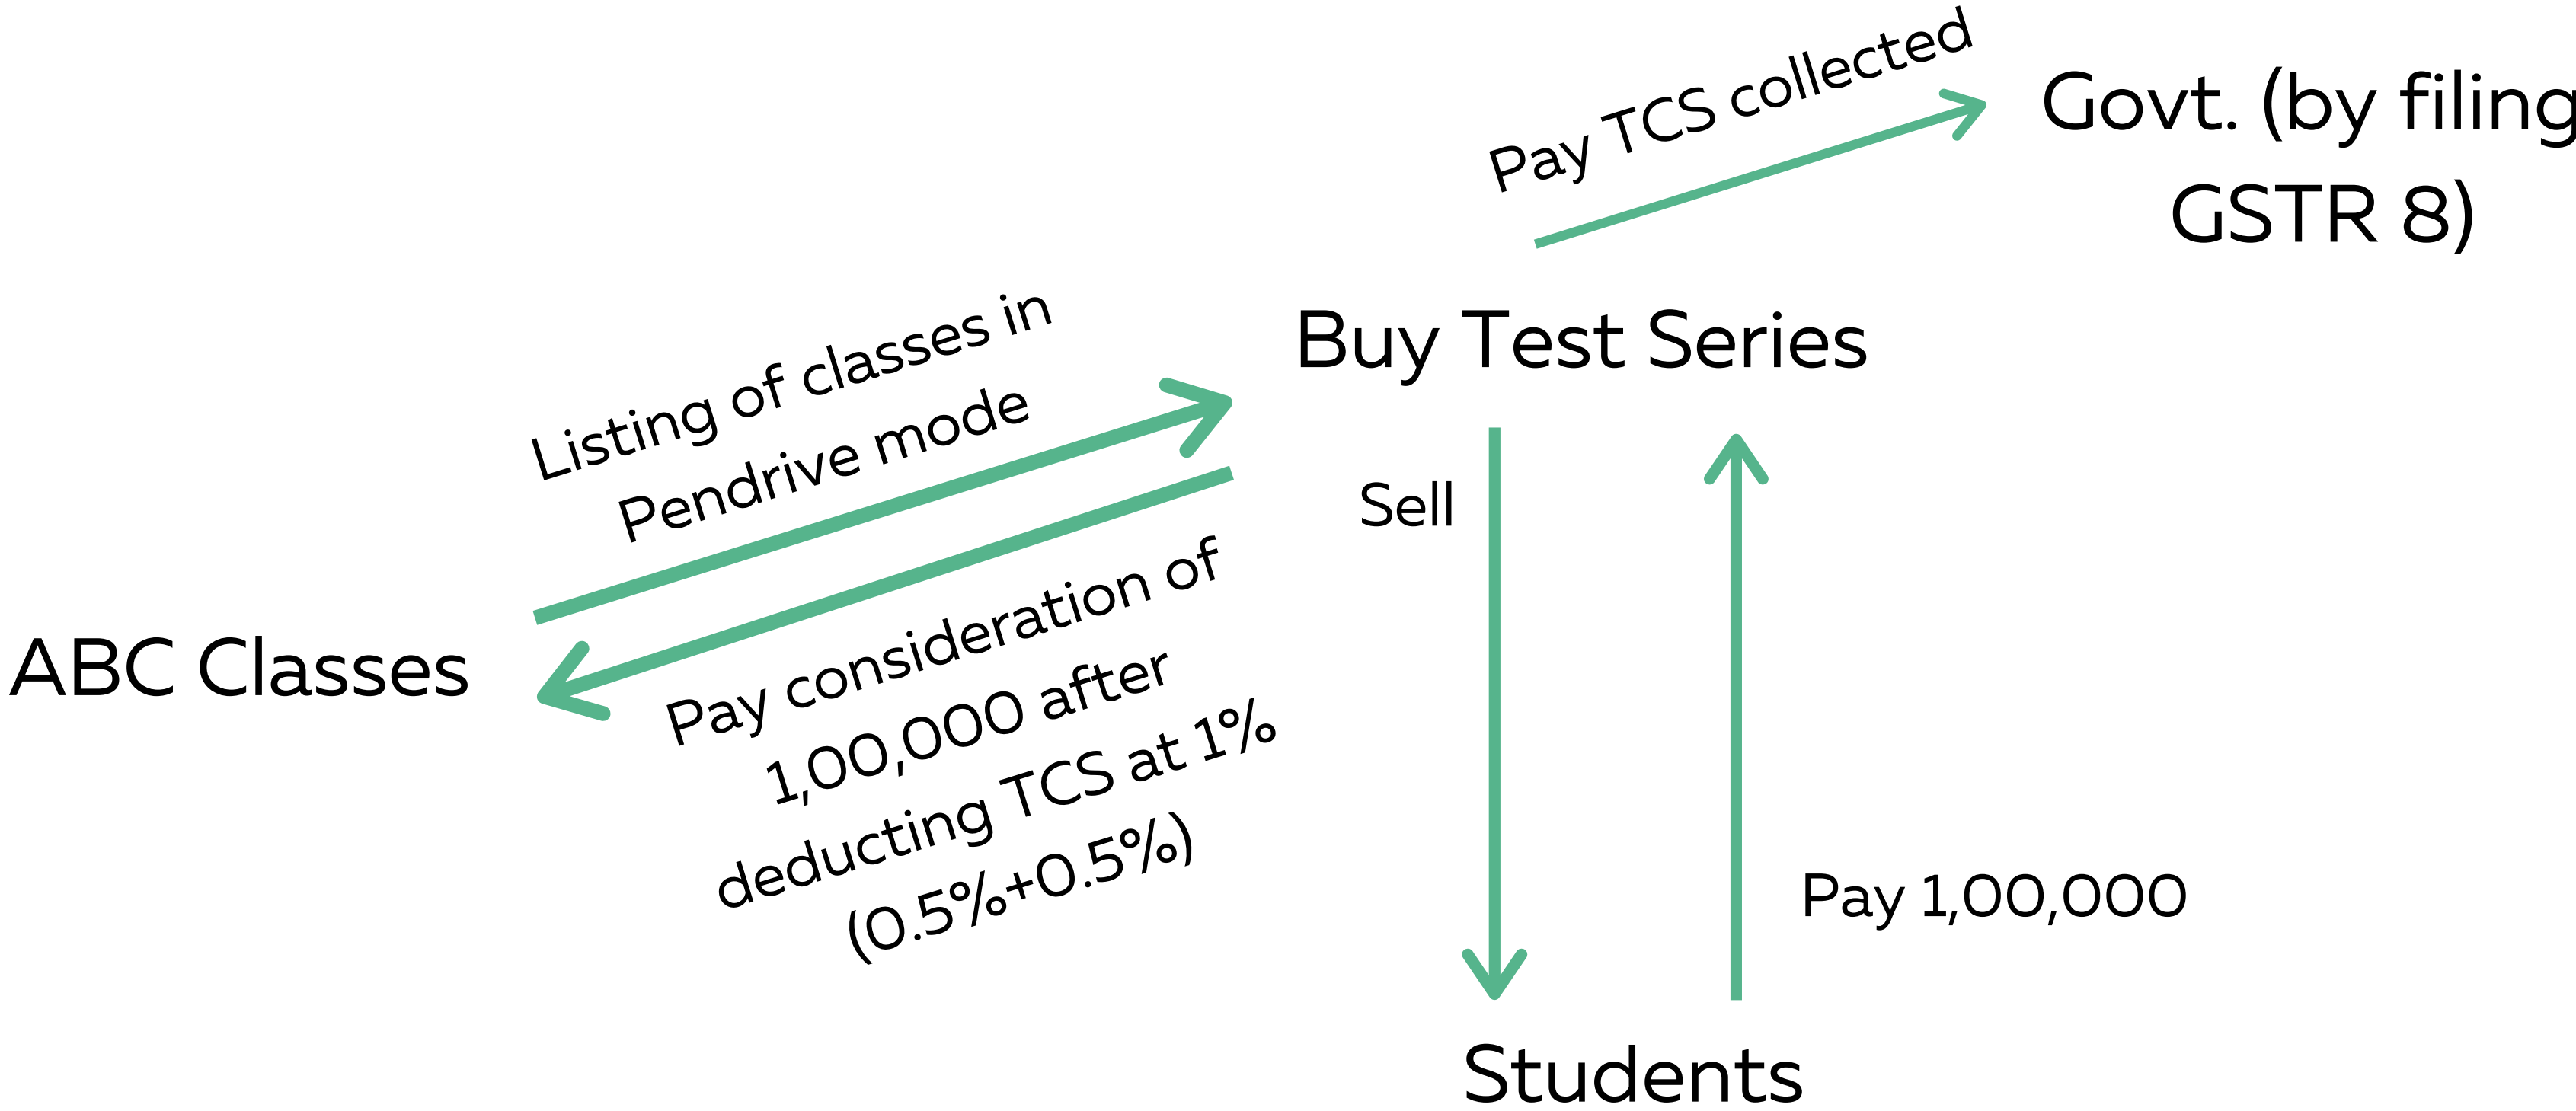 Pay TCS collected
Govt. (by filing
GSTR 8)
Buy Test Series
Listing of classes in
Pendrive mode
Sell
ABC Classes
Pay consideration of
1,00,000 after
deducting TCS at 1%
(0.5%+0.5%)
Pay 1,00,000
Students